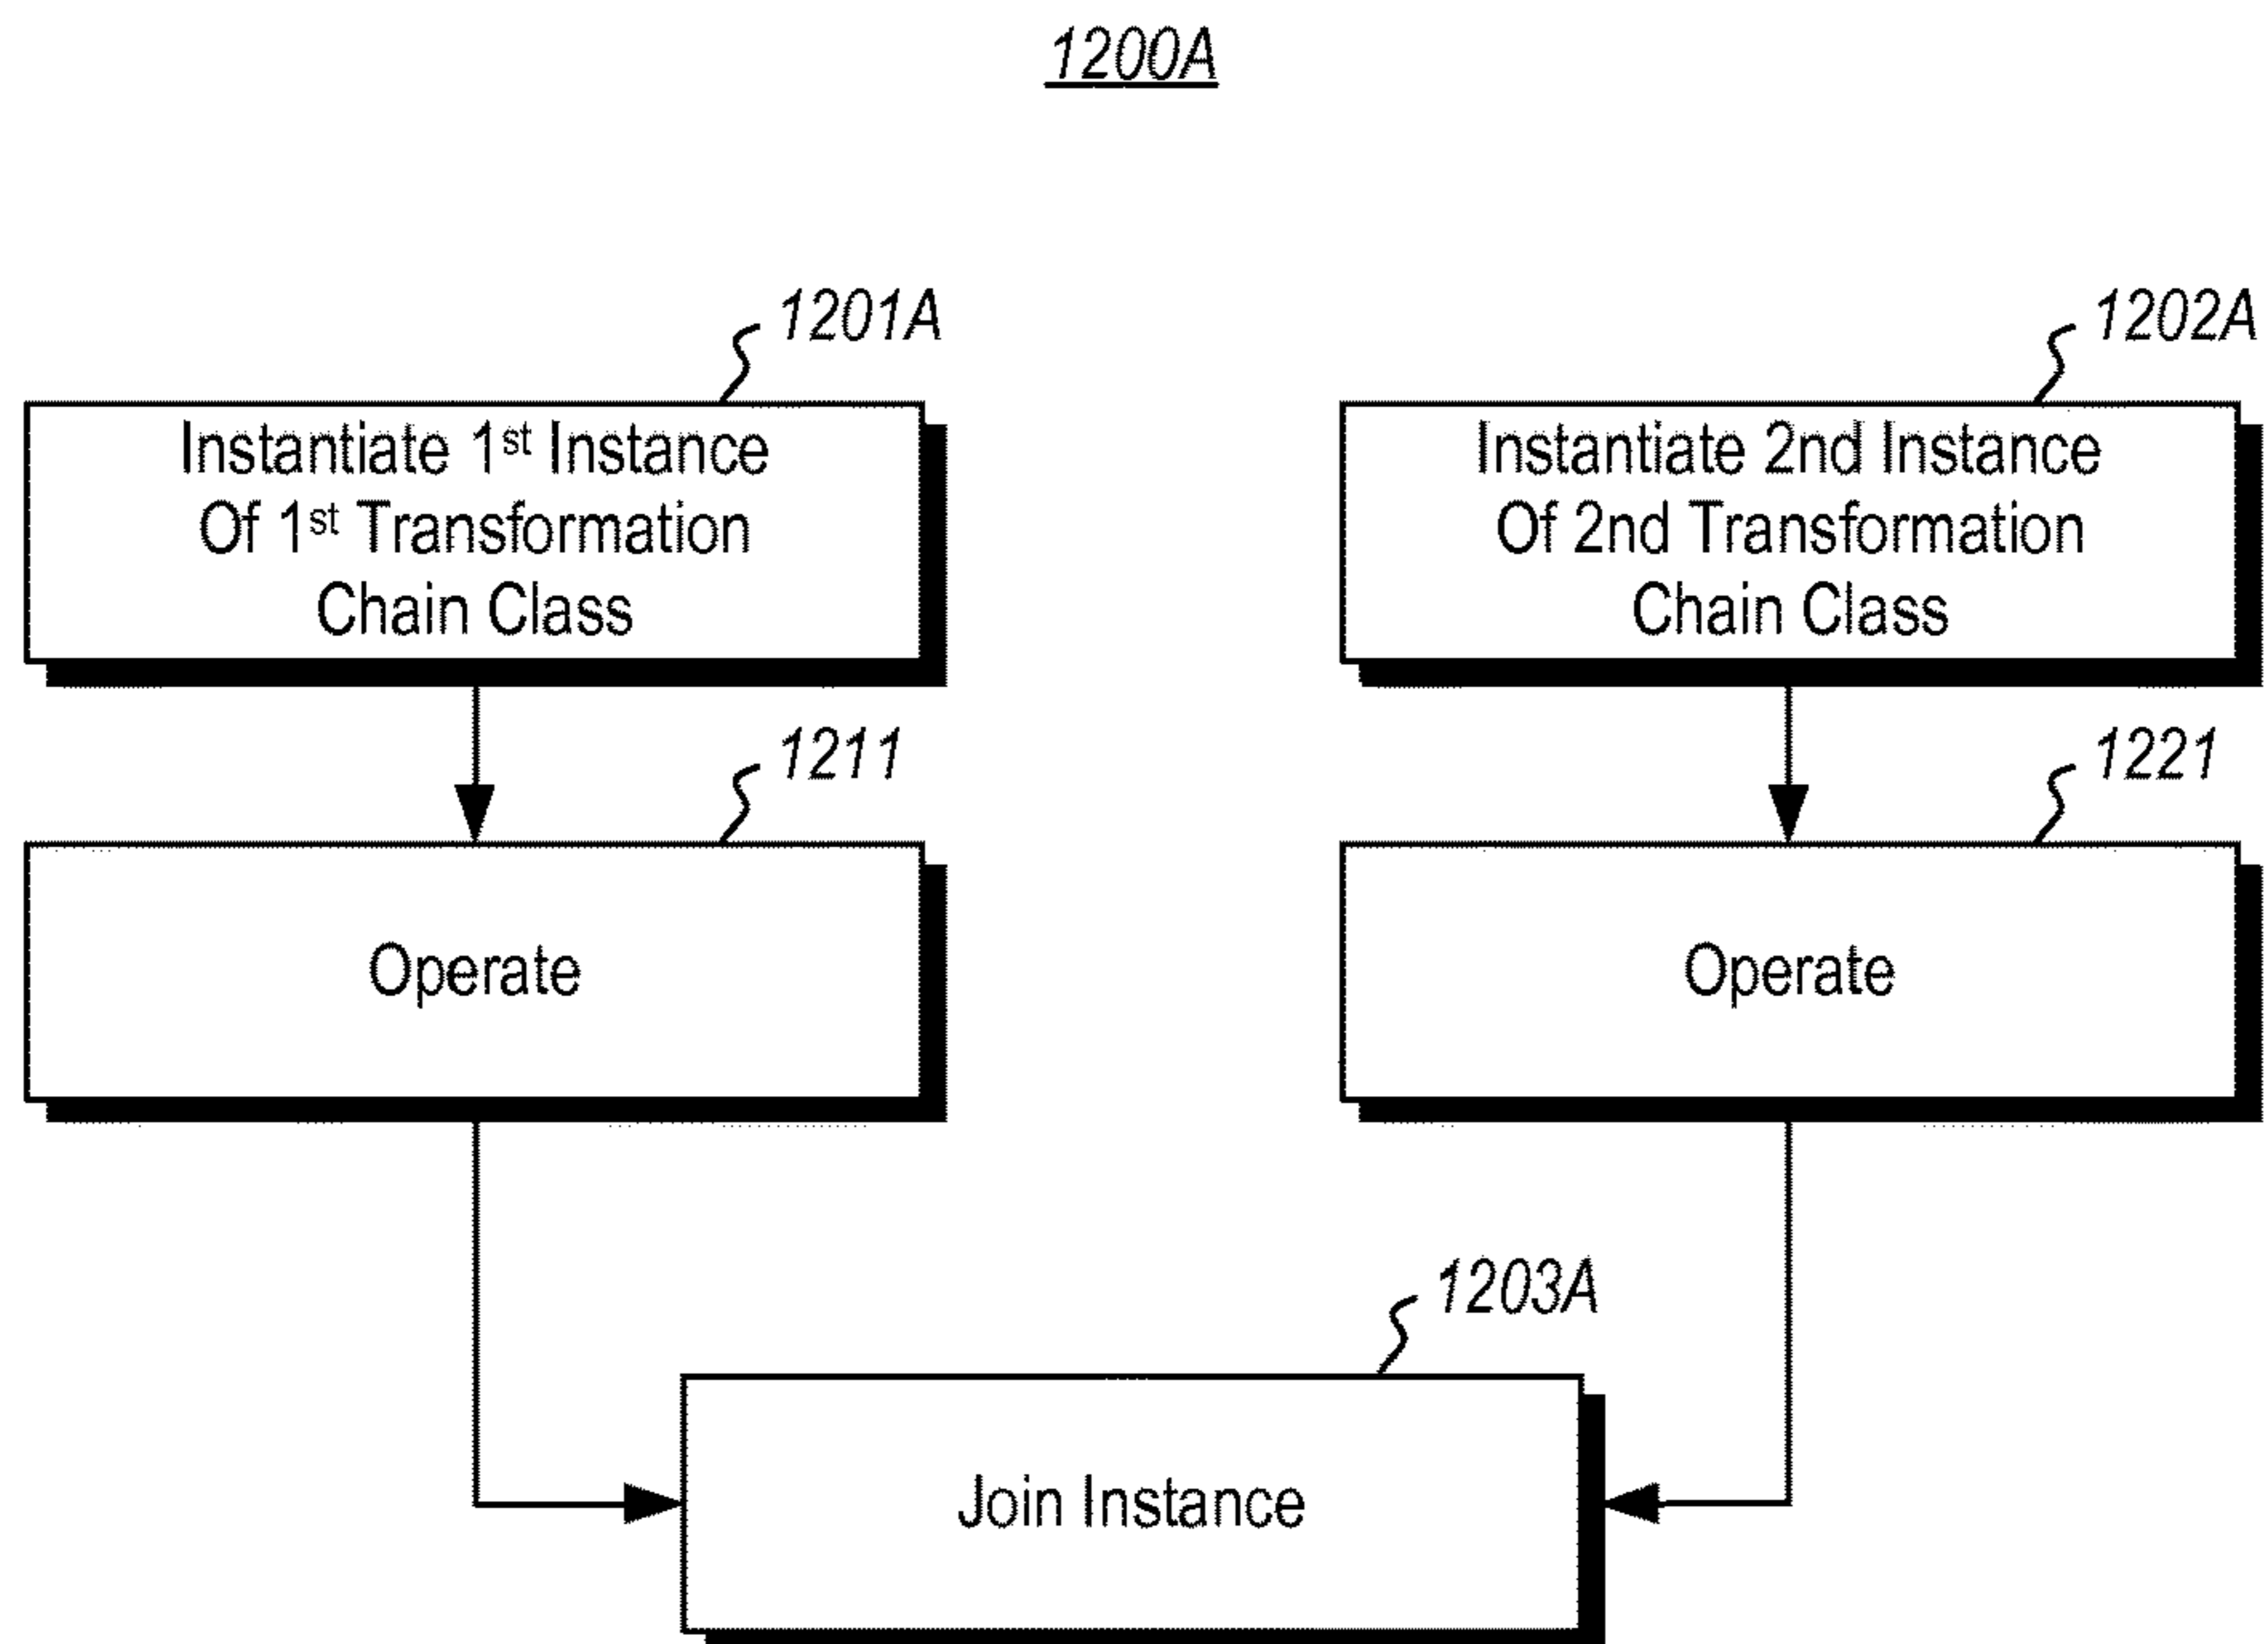 1200A
1201A
Instantiate 1st Instance
Of 1st Transformation
Chain Class
1202A
Instantiate 2nd Instance
Of 2nd Transformation
Chain Class
1211
Operate
1221
Operate
1203A
Join Instance